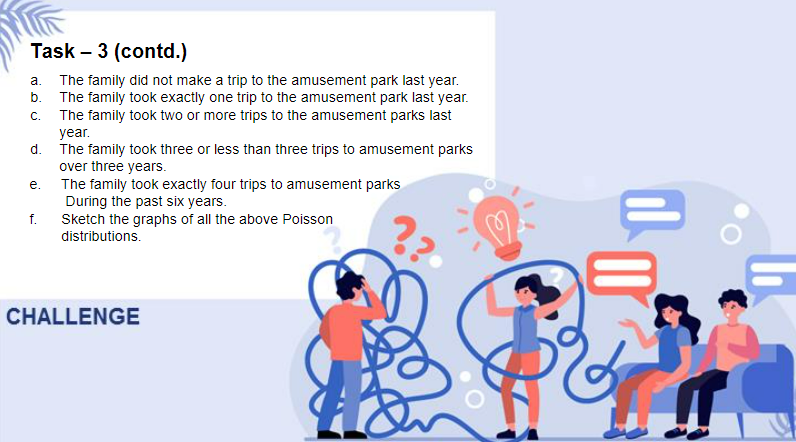 Task – 3 (contd.)
a. The family did not make a trip to the amusement park last year.
b. The family took exactly one trip to the amusement park last year.
c. The family took two or more trips to the amusement parks last
year.
d. The family took three or less than three trips to amusement parks
over three years.
e. The family took exactly four trips to amusement parks
During the past six years.
f. Sketch the graphs of all the above Poisson
distributions.
? ? ?
?
CHALLENGE